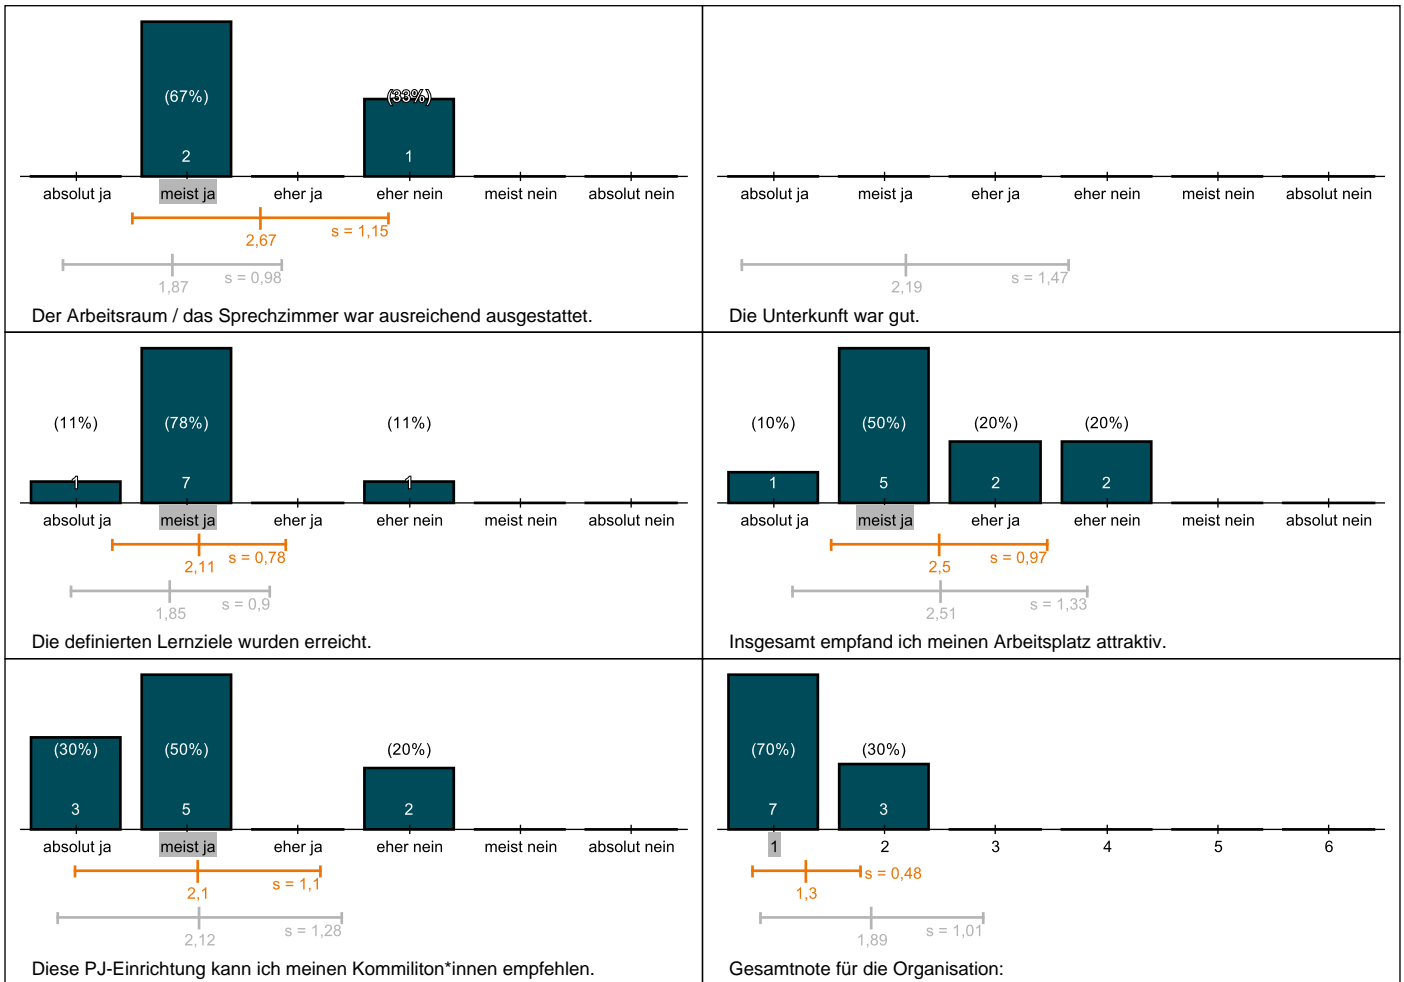 (67%)
(33%)
2
1
absolut ja
meist ja
eher ja
eher nein
meist nein
absolut nein
2,67
s = 1,15
1,87
s = 0,98
Der Arbeitsraum / das Sprechzimmer war ausreichend ausgestattet.
absolut ja
meist ja
eher ja
eher nein
meist nein
absolut nein
2,19
s = 1,47
Die Unterkunft war gut.
(11%)
(78%)
(11%)
1
7
1
absolut ja
meist ja
eher ja
eher nein
meist nein
absolut nein
2,11
s = 0,78
1,85
s = 0,9
Die definierten Lernziele wurden erreicht.
(10%)
(50%)
(20%)
(20%)
1
5
2
2
absolut ja
meist ja
eher ja
eher nein
meist nein
absolut nein
2,5
s = 0,97
2,51
s = 1,33
Insgesamt empfand ich meinen Arbeitsplatz attraktiv.
(30%)
(50%)
(20%)
3
5
2
absolut ja
meist ja
eher ja
eher nein
meist nein
absolut nein
2,1
s = 1,1
2,12
s = 1,28
Diese PJ-Einrichtung kann ich meinen Kommiliton*innen empfehlen.
(70%)
(30%)
7
3
1
2
3
4
5
6
1,3
s = 0,48
1,89
s = 1,01
Gesamtnote für die Organisation: